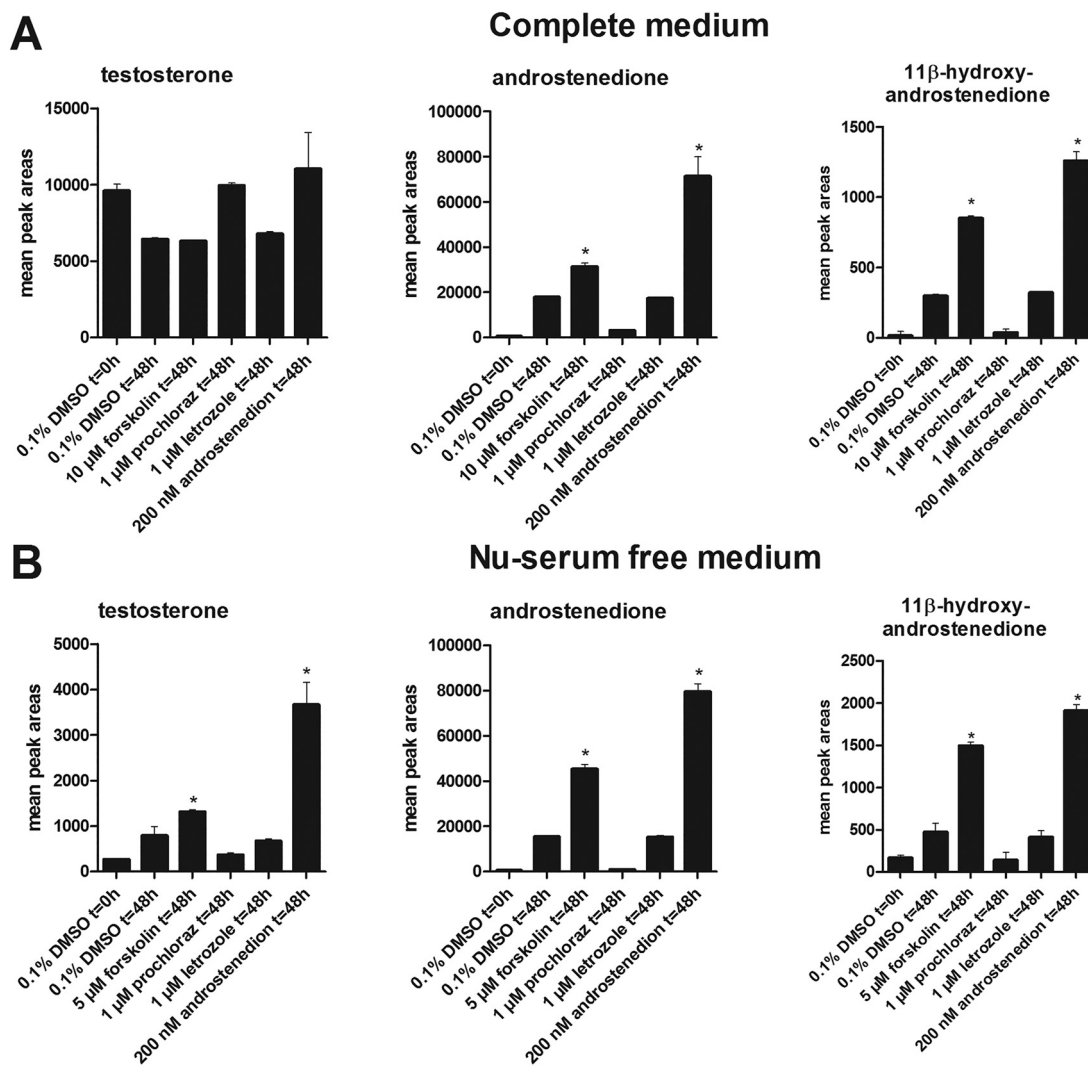 A
Complete medium
testosterone
mean peak areas
15000
10000
5000
0
0.1% DMSO t=0h
0.1% DMSO t=48h
10 µM forskolin t=48h
1 µM prochloraz t=48h
1 µM letrozole t=48h
200 nM androstenedion t=48h
androstenedione
mean peak areas
100000
80000
60000
40000
20000
0
*
*
0.1% DMSO t=0h
0.1% DMSO t=48h
10 µM forskolin t=48h
1 µM prochloraz t=48h
1 µM letrozole t=48h
200 nM androstenedion t=48h
11β-hydroxy-
androstenedione
mean peak areas
1500
1000
500
0
*
*
0.1% DMSO t=0h
0.1% DMSO t=48h
10 µM forskolin t=48h
1 µM prochloraz t=48h
1 µM letrozole t=48h
200 nM androstenedion t=48h
B
Nu-serum free medium
testosterone
mean peak areas
5000
4000
3000
2000
1000
0
*
*
0.1% DMSO t=0h
0.1% DMSO t=48h
5 µM forskolin t=48h
1 µM prochloraz t=48h
1 µM letrozole t=48h
200 nM androstenedion t=48h
androstenedione
mean peak areas
100000
80000
60000
40000
20000
0
*
*
0.1% DMSO t=0h
0.1% DMSO t=48h
5 µM forskolin t=48h
1 µM prochloraz t=48h
1 µM letrozole t=48h
200 nM androstenedion t=48h
11β-hydroxy-
androstenedione
mean peak areas
2500
2000
1500
1000
500
0
*
*
0.1% DMSO t=0h
0.1% DMSO t=48h
5 µM forskolin t=48h
1 µM prochloraz t=48h
1 µM letrozole t=48h
200 nM androstenedion t=48h